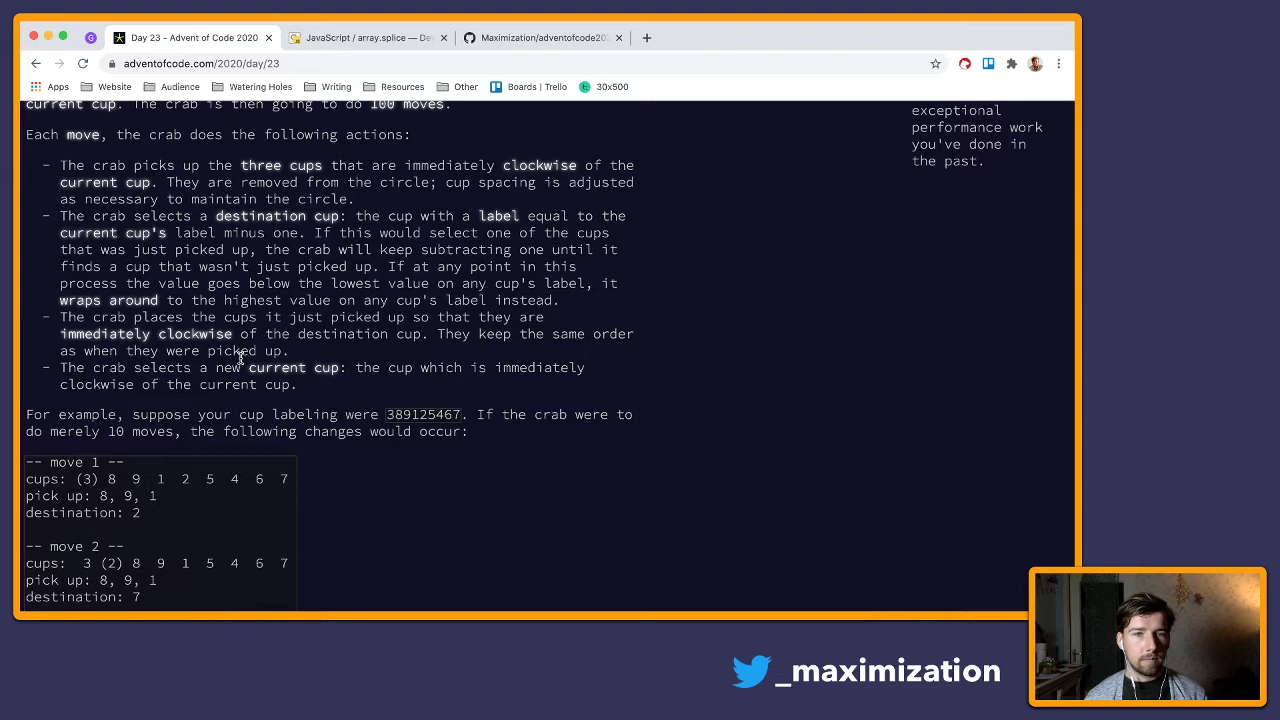 Day 23 - Advent of Code 2020
JavaScript / array.splice — De
Maximization/adventofcode202
adventofcode.com/2020/day/23
Apps Website Audience Watering Holes Writing Resources Other Boards | Trello 30x500
current cup. The crab is then going to do 100 moves.
Each move, the crab does the following actions:
- The crab picks up the three cups that are immediately clockwise of the
current cup. They are removed from the circle; cup spacing is adjusted
as necessary to maintain the circle.
- The crab selects a destination cup: the cup with a label equal to the
current cup's label minus one. If this would select one of the cups
that was just picked up, the crab will keep subtracting one until it
finds a cup that wasn't just picked up. If at any point in this
process the value goes below the lowest value on any cup's label, it
wraps around to the highest value on any cup's label instead.
- The crab places the cups it just picked up so that they are
immediately clockwise of the destination cup. They keep the same order
as when they were picked up.
- The crab selects a new current cup: the cup which is immediately
clockwise of the current cup.
For example, suppose your cup labeling were 389125467. If the crab were to
do merely 10 moves, the following changes would occur:
-- move 1 --
cups: (3) 8 9 1 2 5 4 6 7
pick up: 8, 9, 1
destination: 2
-- move 2 --
cups: 3 (2) 8 9 1 5 4 6 7
pick up: 8, 9, 1
destination: 7
exceptional
performance work
you've done in
the past.
_maximization